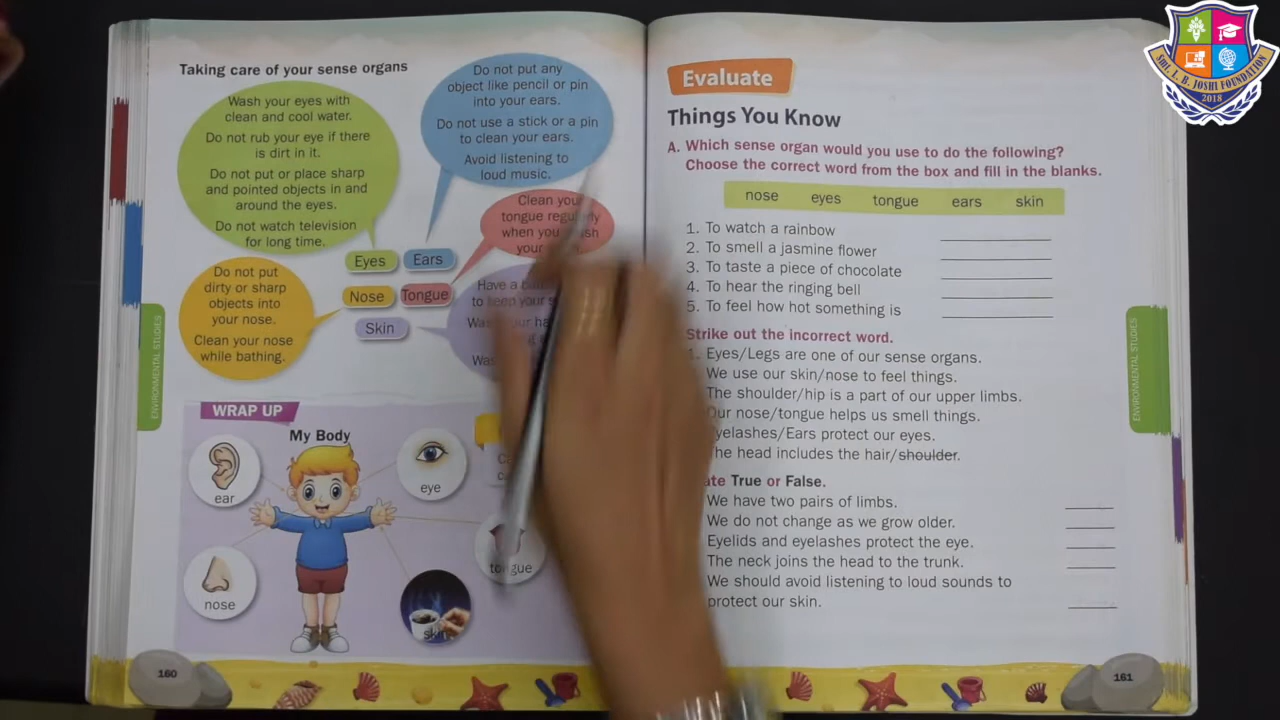 Taking care of your sense organs
Wash your eyes with
clean and cool water.
Do not rub your eye if there
is dirt in it.
Do not put or place sharp
and pointed objects in and
around the eyes.
Do not watch television
for long time.
Do not put any
object like pencil or pin
into your ears.
Do not use a stick or a pin
to clean your ears.
Avoid listening to
loud music.
Clean your
tongue regularly
when you
your
Eyes
Ears
Nose
Tongue
Skin
Do not put
dirty or sharp
objects into
your nose.
Clean your nose
while bathing.
Have a
to keep your
WRAP UP
My Body
ear
eye
nose
tongue
skin
ENVIRONMENTAL STUDIES
160
Evaluate
Things You Know
A. Which sense organ would you use to do the following?
Choose the correct word from the box and fill in the blanks.
nose eyes tongue ears skin
1. To watch a rainbow
2. To smell a jasmine flower
3. To taste a piece of chocolate
4. To hear the ringing bell
5. To feel how hot something is
Strike out the incorrect word.
1. Eyes/Legs are one of our sense organs.
We use our skin/nose to feel things.
The shoulder/hip is a part of our upper limbs.
Our nose/tongue helps us smell things.
Eyelashes/Ears protect our eyes.
The head includes the hair/shoulder.
True or False.
We have two pairs of limbs.
We do not change as we grow older.
Eyelids and eyelashes protect the eye.
The neck joins the head to the trunk.
We should avoid listening to loud sounds to
protect our skin.
ENVIRONMENTAL STUDIES
161
SMT. I. B. JOSHI FOUNDATION
2018